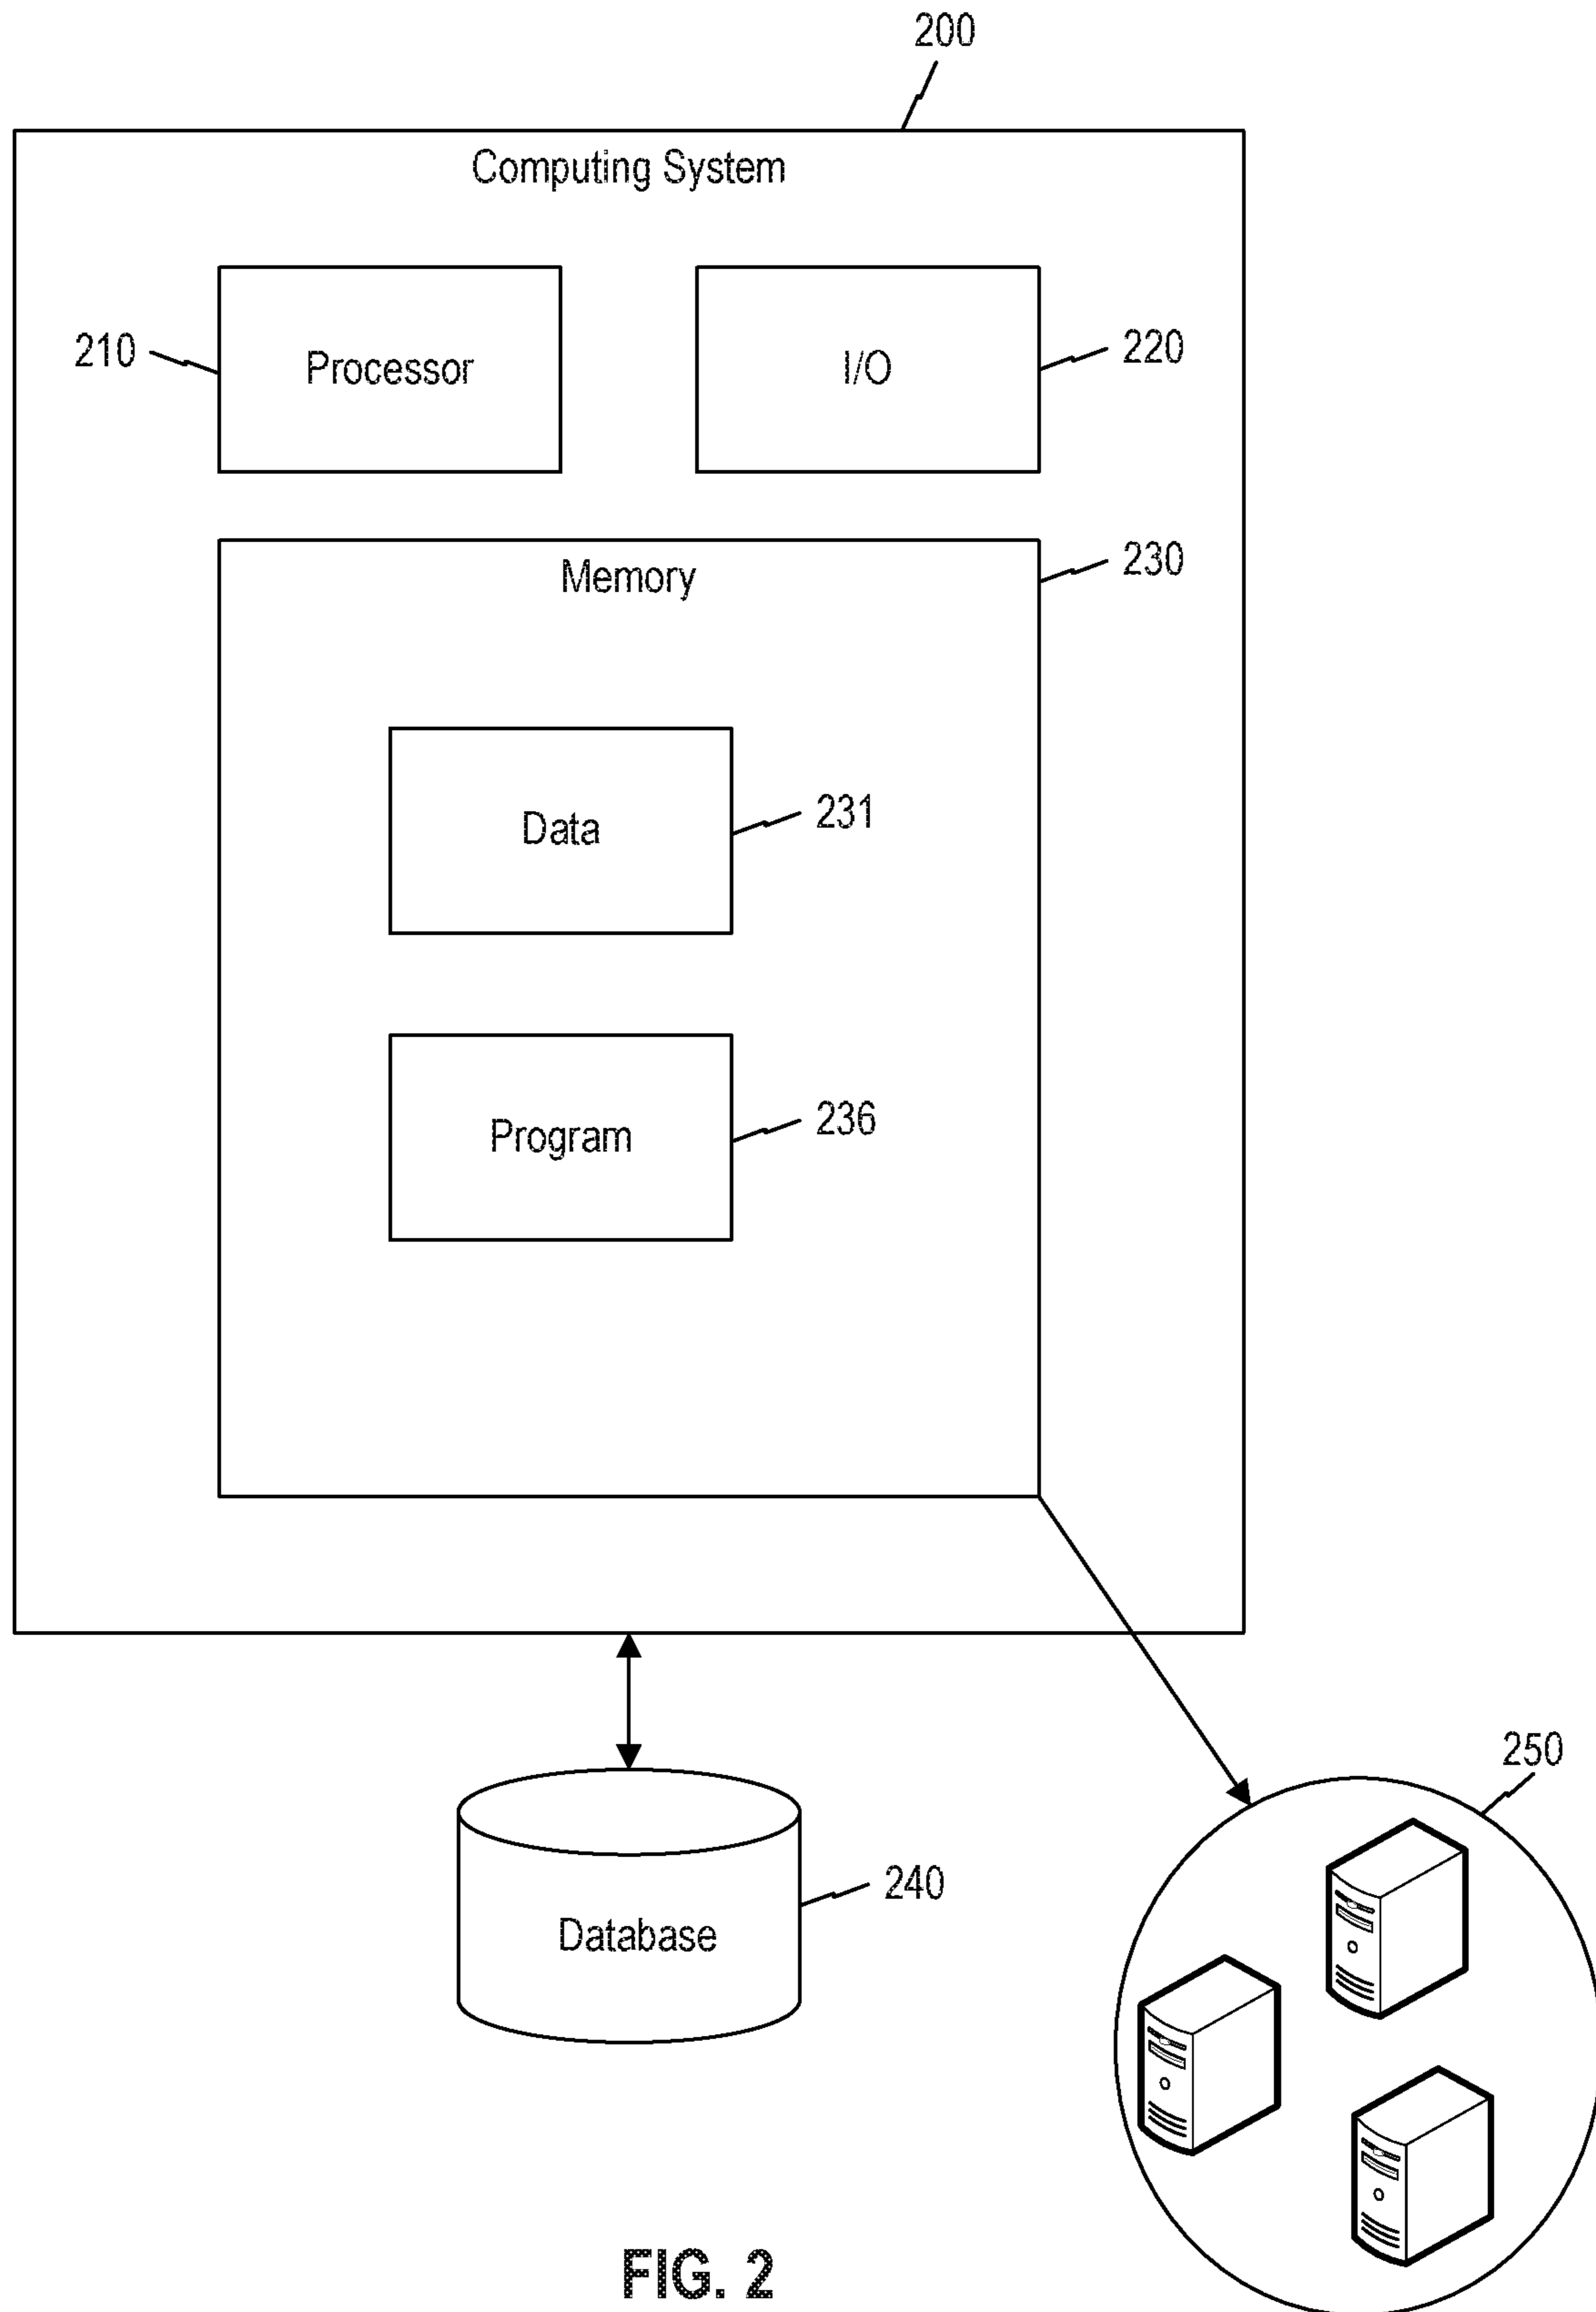 200
Computing System
210
Processor
I/O
220
Memory
230
Data
231
Program
236
250
Database
240
FIG. 2